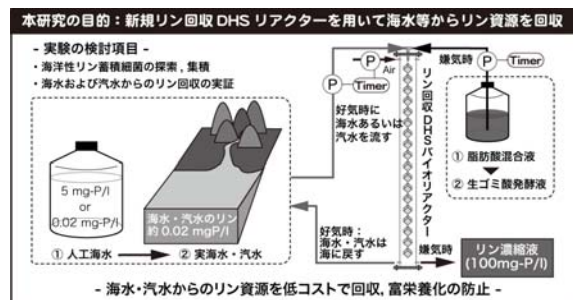 本研究の目的：新規リン回収 DHS リアクターを用いて海水等からリン資源を回収
- 実験の検討項目 -
・海洋性リン蓄積細菌の探索，集積
・海水および汽水からのリン回収の実証
5 mg-P/l
or
0.02 mg-P/l
① 人工海水
海水・汽水のリン
約 0.02 mgP/l
② 実海水・汽水
P
Air
P
Timer
好気時に
海水あるいは
汽水を流す
好気時：
海水・汽水は
海に戻す
リン回収DHSバイオリアクター
嫌気時
P
Timer
① 脂肪酸混合液
② 生ゴミ酸発酵液
嫌気時
リン濃縮液
(100mg-P/l)
- 海水・汽水からのリン資源を低コストで回収，富栄養化の防止 -